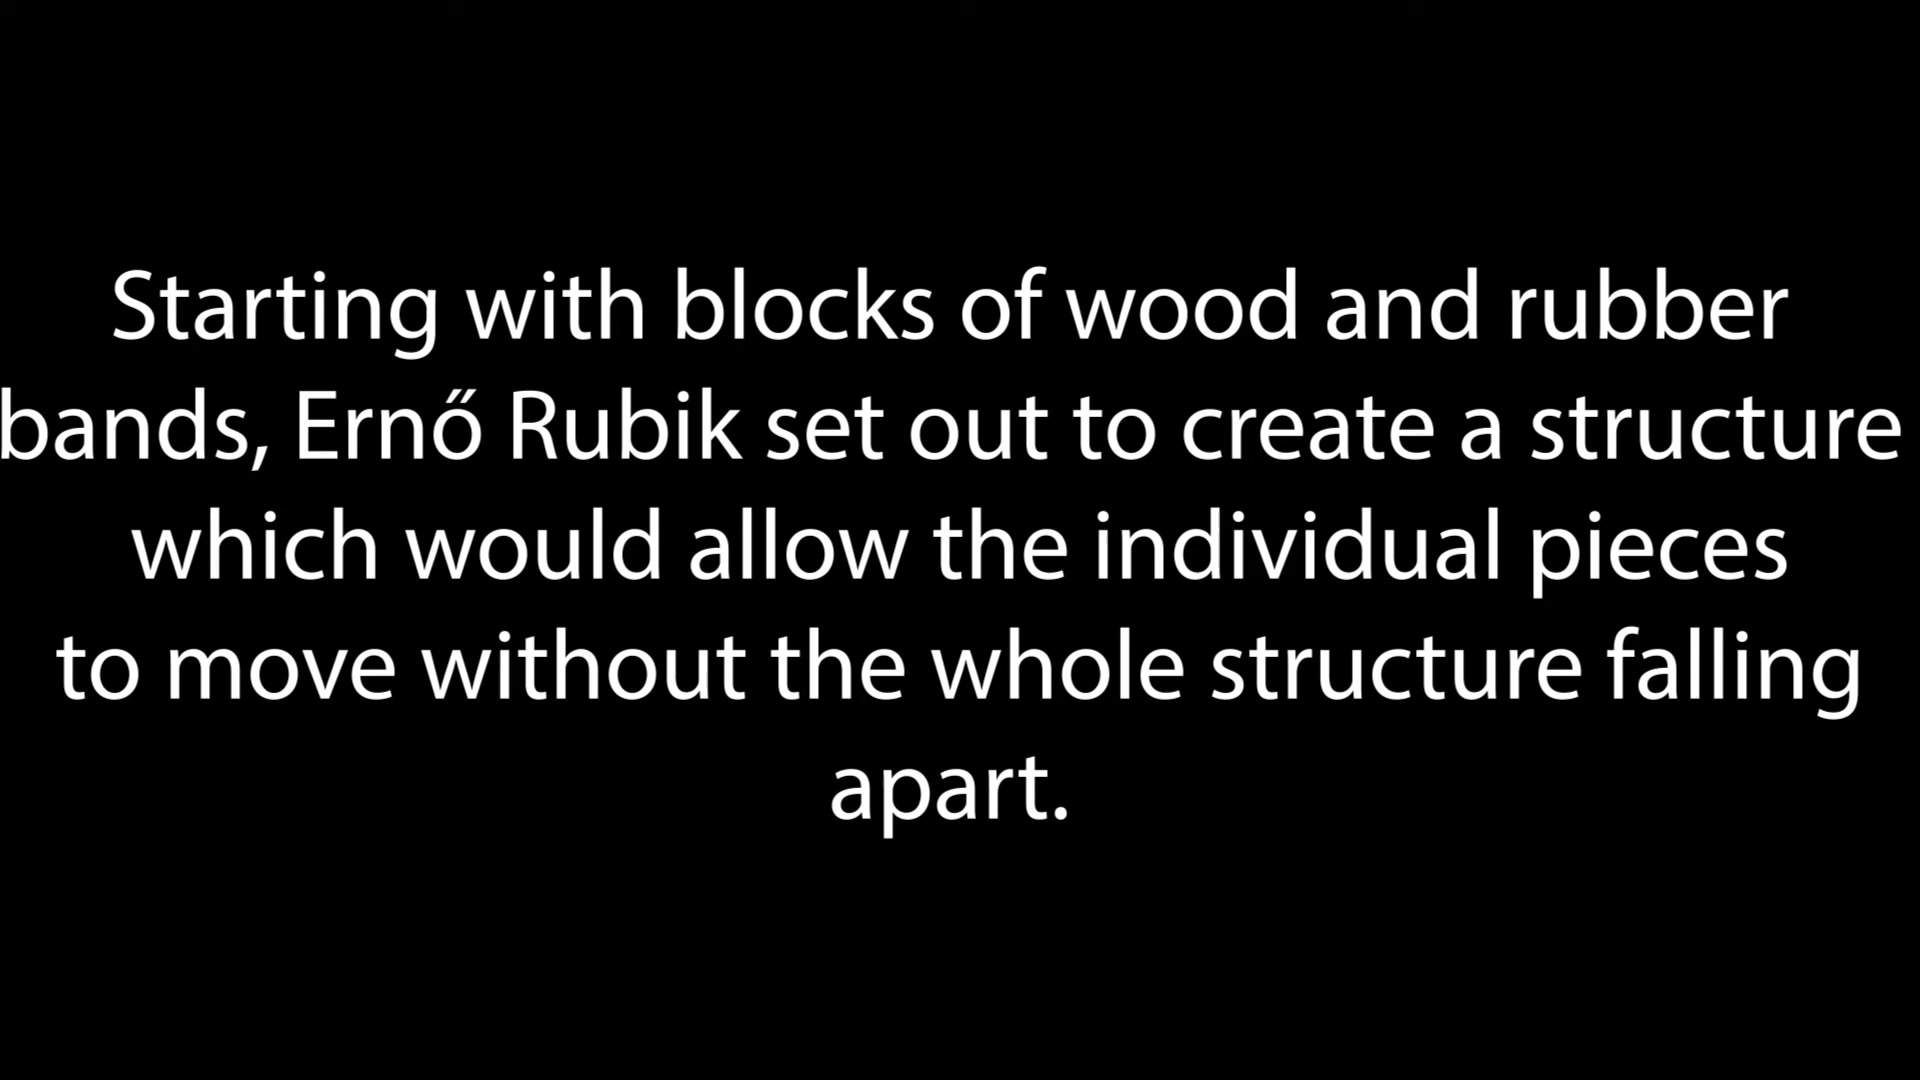 Starting with blocks of wood and rubber
bands, Ernő Rubik set out to create a structure
which would allow the individual pieces
to move without the whole structure falling
apart.